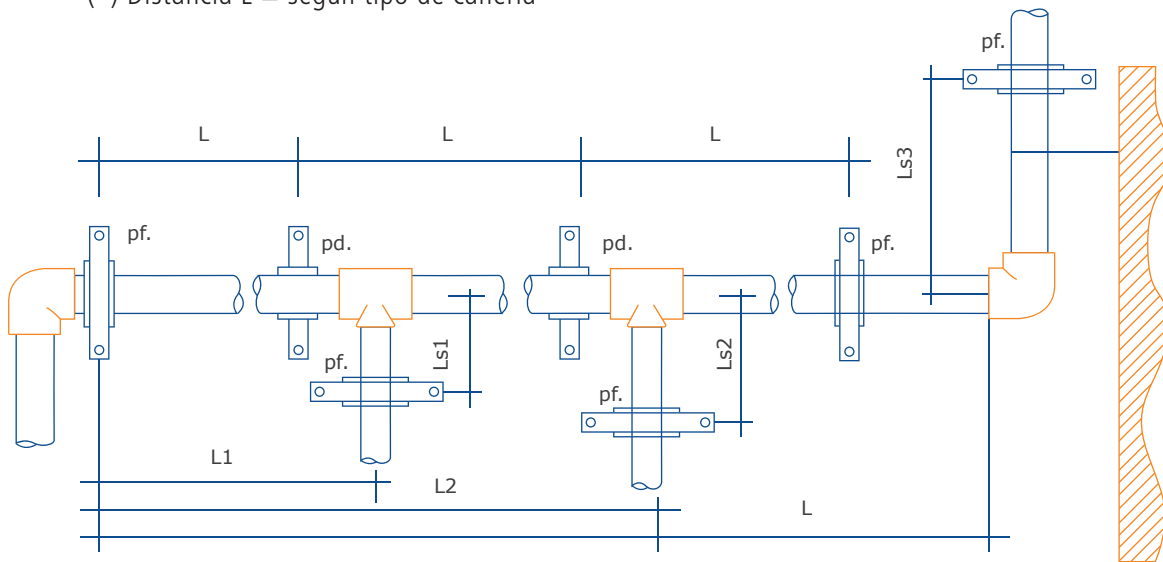 (*) Distancia L = según tipo de cañería
pf.
L
L
L
Ls3
pf.
pd.
pd.
pf.
pf.
Ls1
pf.
Ls2
L1
L2
L